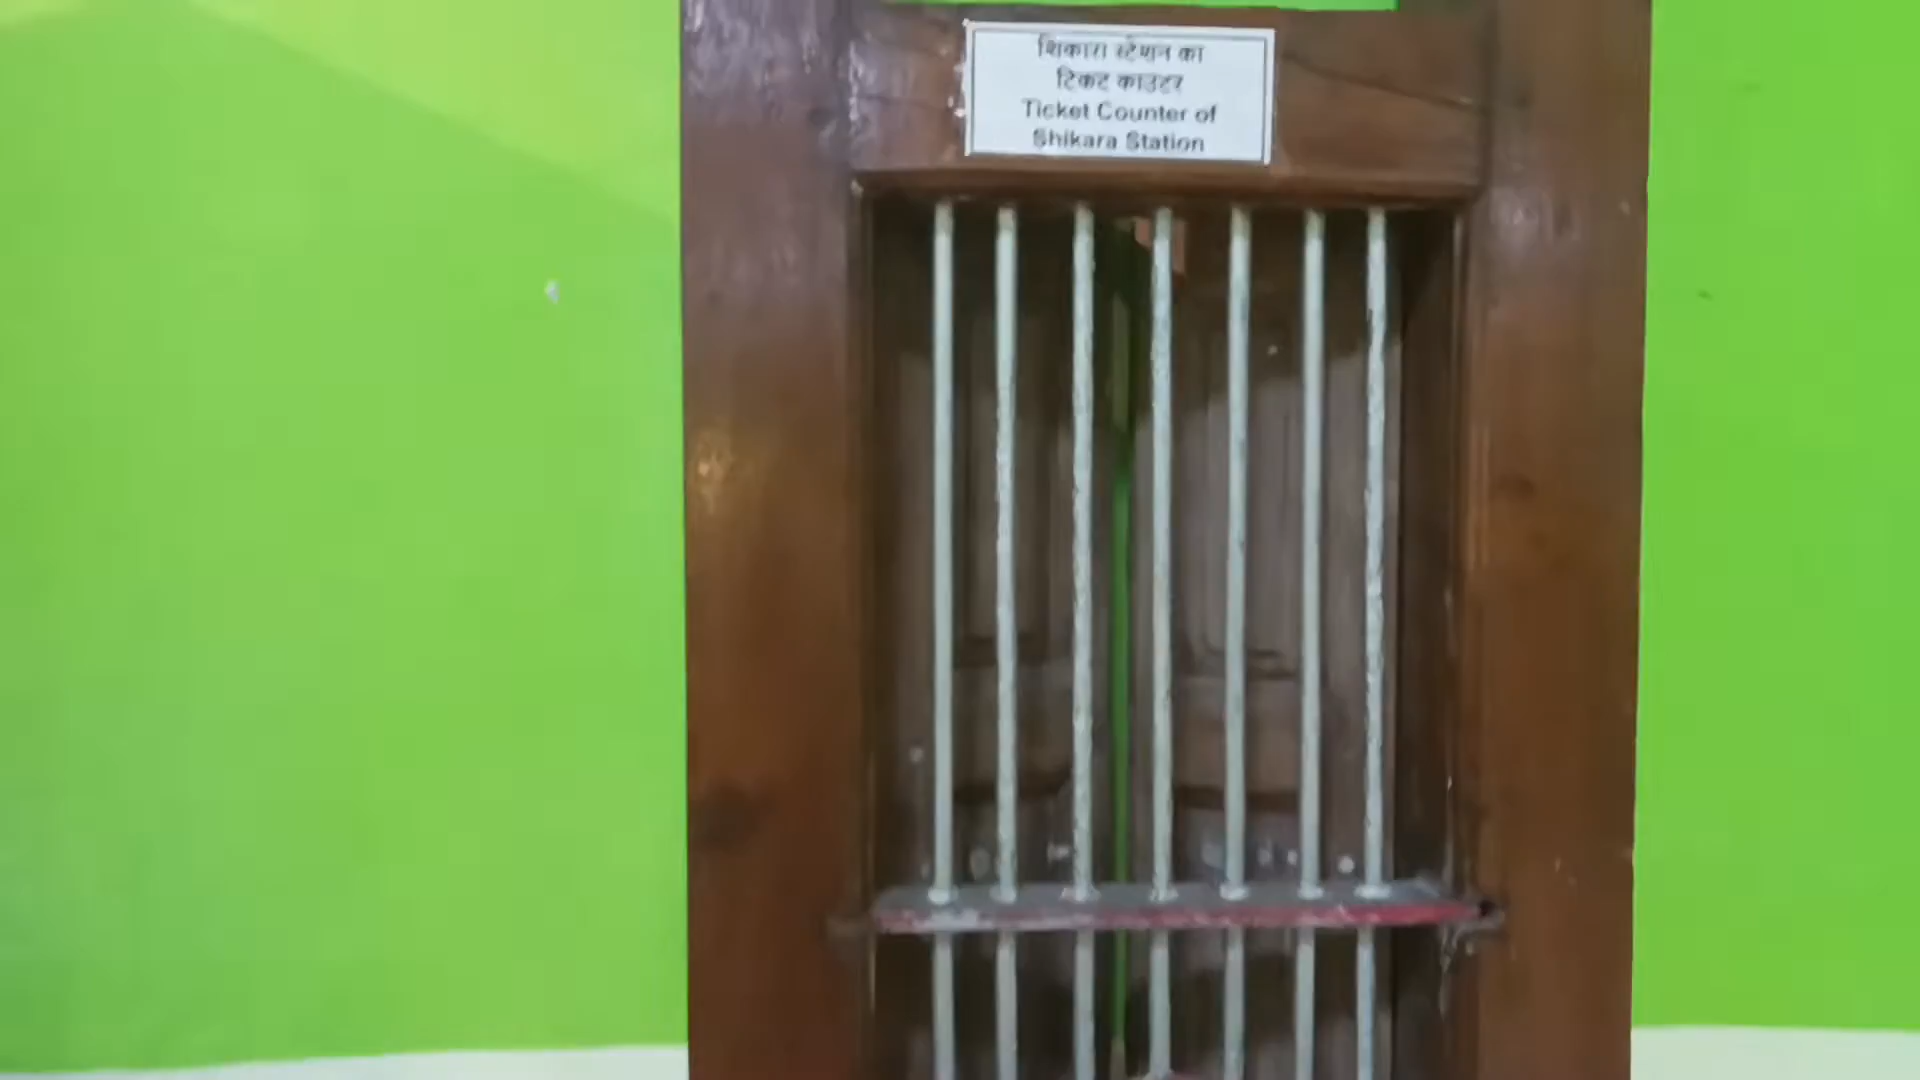 शिकारा स्टेशन का
टिकट काउंटर
Ticket Counter of
Shikara Station